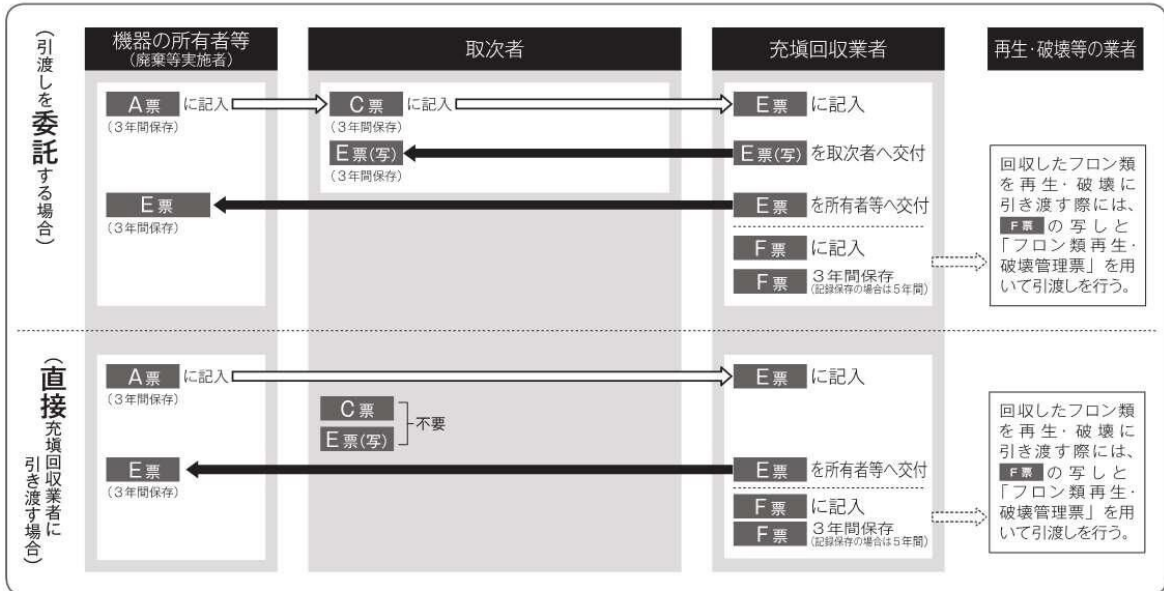 機器の所有者等
(廃棄等実施者)
取次者
充塡回収業者
再生・破壊等の業者
(引渡しを委託する場合)
A票 に記入
(3年間保存)
C票 に記入
(3年間保存)
E票 に記入
E票(写)
(3年間保存)
E票(写) を取次者へ交付
E票
(3年間保存)
E票 を所有者等へ交付
F票 に記入
F票 3年間保存
(記録保存の場合は5年間)
回収したフロン類
を再生・破壊に
引き渡す際には、
F票 の写しと
「フロン類再生・
破壊管理票」を用
いて引渡しを行う。
(直接充塡回収業者に
引き渡す場合)
A票 に記入
(3年間保存)
E票 に記入
C票
E票(写)
不要
E票
(3年間保存)
E票 を所有者等へ交付
F票 に記入
F票 3年間保存
(記録保存の場合は5年間)
回収したフロン類
を再生・破壊に
引き渡す際には、
F票 の写しと
「フロン類再生・
破壊管理票」を用
いて引渡しを行う。